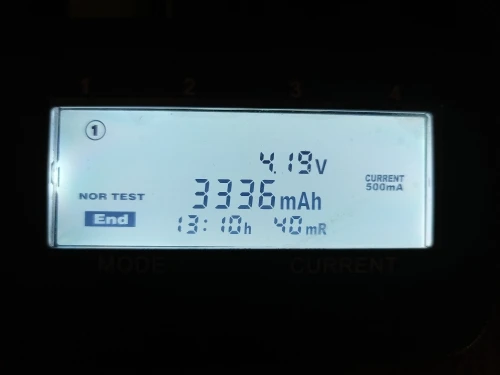 1 2 3 4
①
4.19V
CURRENT
500mA
NOR TEST
3336mAh
End
13:10h 40mR
MODE CURRENT